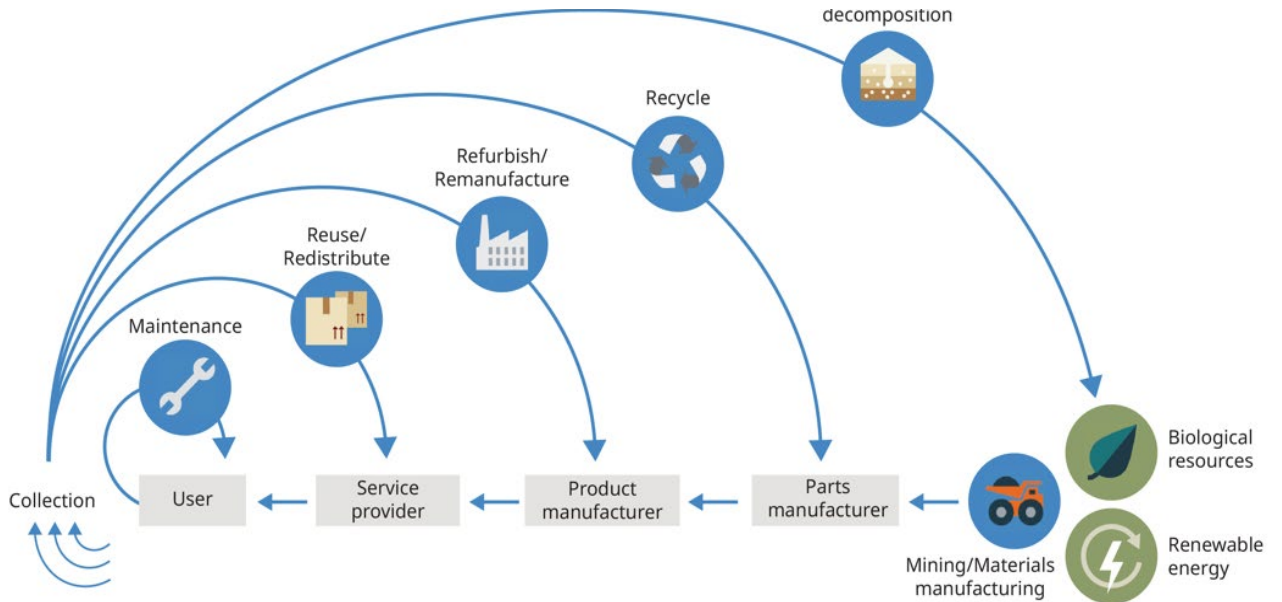 decomposition
Recycle
Refurbish/
Remanufacture
Reuse/
Redistribute
Maintenance
Biological
resources
Collection
User
Service
provider
Product
manufacturer
Parts
manufacturer
Mining/Materials
manufacturing
Renewable
energy